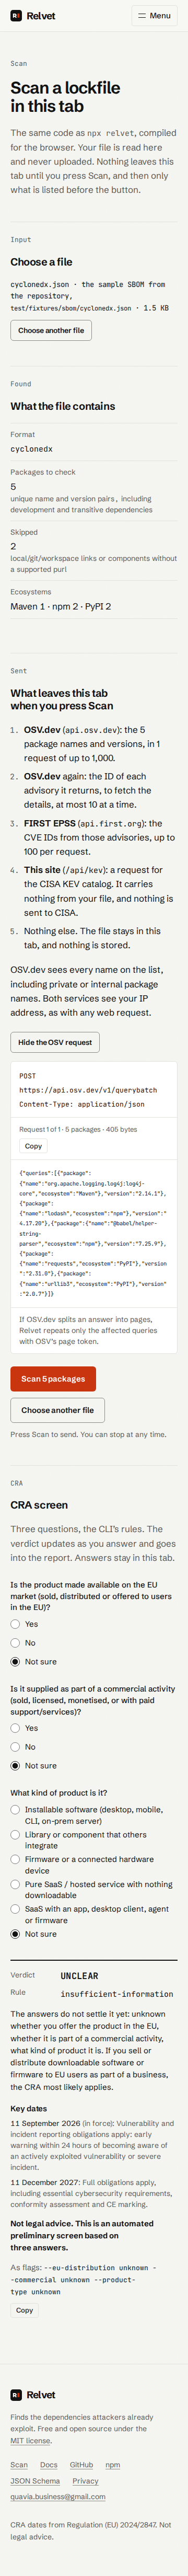 Relvet
Menu
Scan
Scan a lockfile
in this tab
The same code as npx relvet, compiled
for the browser. Your file is read here
and never uploaded. Nothing leaves this
tab until you press Scan, and then only
what is listed before the button.
Input
Choose a file
cyclonedx.json · the sample SBOM from
the repository,
test/fixtures/sbom/cyclonedx.json · 1.5 KB
Choose another file
Found
What the file contains
Format
cyclonedx
Packages to check
5
unique name and version pairs, including
development and transitive dependencies
Skipped
2
local/git/workspace links or components without
a supported purl
Ecosystems
Maven 1 · npm 2 · PyPI 2
Sent
What leaves this tab
when you press Scan
1. OSV.dev (api.osv.dev): the 5
package names and versions, in 1
request of up to 1,000.
2. OSV.dev again: the ID of each
advisory it returns, to fetch the
details, at most 10 at a time.
3. FIRST EPSS (api.first.org): the
CVE IDs from those advisories, up to
100 per request.
4. This site (/api/kev): a request for
the CISA KEV catalog. It carries
nothing from your file, and nothing is
sent to CISA.
5. Nothing else. The file stays in this
tab, and nothing is stored.
OSV.dev sees every name on the list,
including private or internal package
names. Both services see your IP
address, as with any web request.
Hide the OSV request
POST
https://api.osv.dev/v1/querybatch
Content-Type: application/json
Request 1 of 1 · 5 packages · 405 bytes
Copy
{"queries":[{"package":
{"name":"org.apache.logging.log4j:log4j-
core","ecosystem":"Maven"},"version":"2.14.1"},
{"package":
{"name":"lodash","ecosystem":"npm"},"version":"
4.17.20"},{"package":{"name":"@babel/helper-
string-
parser","ecosystem":"npm"},"version":"7.25.9"},
{"package":
{"name":"requests","ecosystem":"PyPI"},"version
":"2.31.0"},{"package":
{"name":"urllib3","ecosystem":"PyPI"},"version"
:"2.0.7"}]}
If OSV.dev splits an answer into pages,
Relvet repeats only the affected queries
with OSV's page token.
Scan 5 packages
Choose another file
Press Scan to send. You can stop at any time.
CRA
CRA screen
Three questions, the CLI's rules. The
verdict updates as you answer and goes
into the report. Answers stay in this tab.
Is the product made available on the EU
market (sold, distributed or offered to users
in the EU)?
Yes
No
Not sure
Is it supplied as part of a commercial activity
(sold, licensed, monetised, or with paid
support/services)?
Yes
No
Not sure
What kind of product is it?
Installable software (desktop, mobile,
CLI, on-prem server)
Library or component that others
integrate
Firmware or a connected hardware
device
Pure SaaS / hosted service with nothing
downloadable
SaaS with an app, desktop client, agent
or firmware
Not sure
Verdict UNCLEAR
Rule insufficient-information
The answers do not settle it yet: unknown
whether you offer the product in the EU,
whether it is part of a commercial activity,
what kind of product it is. If you sell or
distribute downloadable software or
firmware to EU users as part of a business,
the CRA most likely applies.
Key dates
11 September 2026 (in force): Vulnerability and
incident reporting obligations apply: early
warning within 24 hours of becoming aware of
an actively exploited vulnerability or severe
incident.
11 December 2027: Full obligations apply,
including essential cybersecurity requirements,
conformity assessment and CE marking.
Not legal advice. This is an automated
preliminary screen based on
three answers.
As flags: --eu-distribution unknown -
-commercial unknown --product-
type unknown
Copy
Relvet
Finds the dependencies attackers already
exploit. Free and open source under the
MIT license.
Scan Docs GitHub npm
JSON Schema Privacy
quavia.business@gmail.com
CRA dates from Regulation (EU) 2024/2847. Not
legal advice.